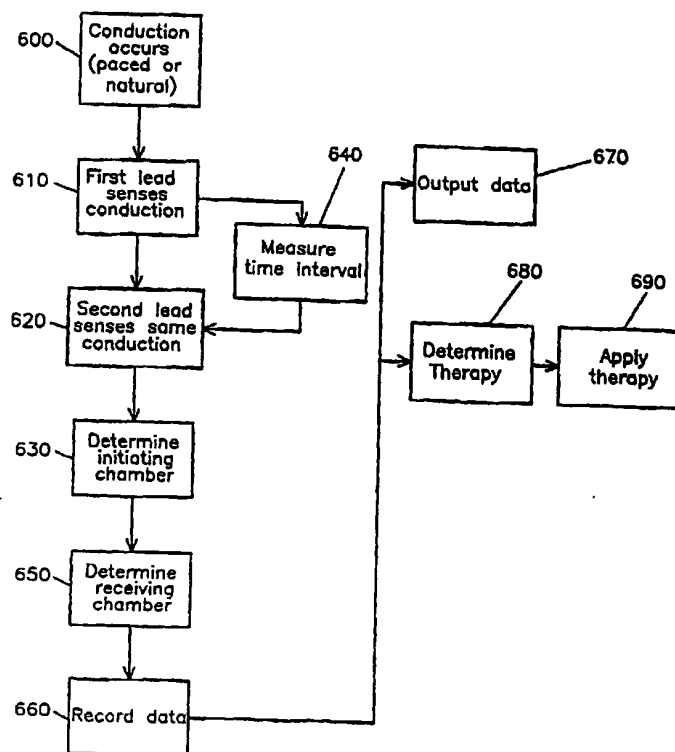 600
Conduction
occurs
(paced or
natural)
610
First lead
senses
conduction
640
Measure
time interval
620
Second lead
senses same
conduction
630
Determine
initiating
chamber
650
Determine
receiving
chamber
660
Record data
670
Output data
680
Determine
Therapy
690
Apply
therapy